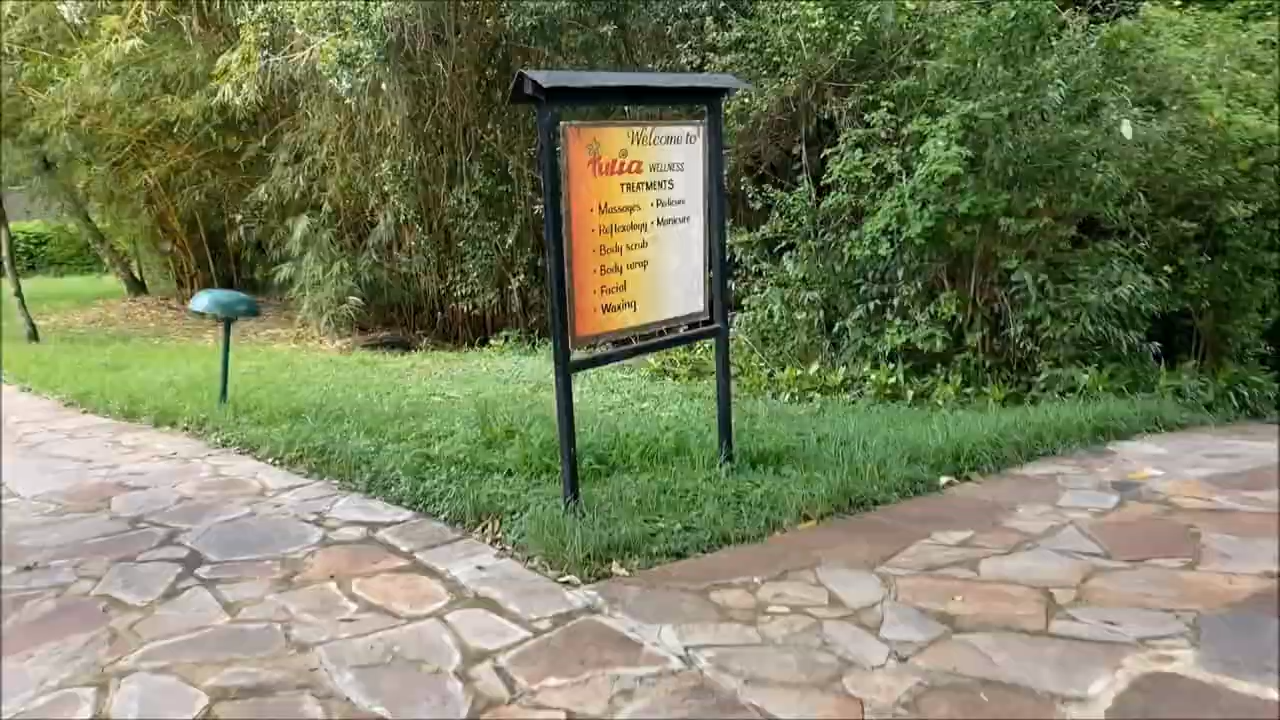 Welcome to
Tulia WELLNESS
TREATMENTS
• Massages • Pedicure
• Reflexology • Manicure
• Body scrub
• Body wrap
• Facial
• Waxing